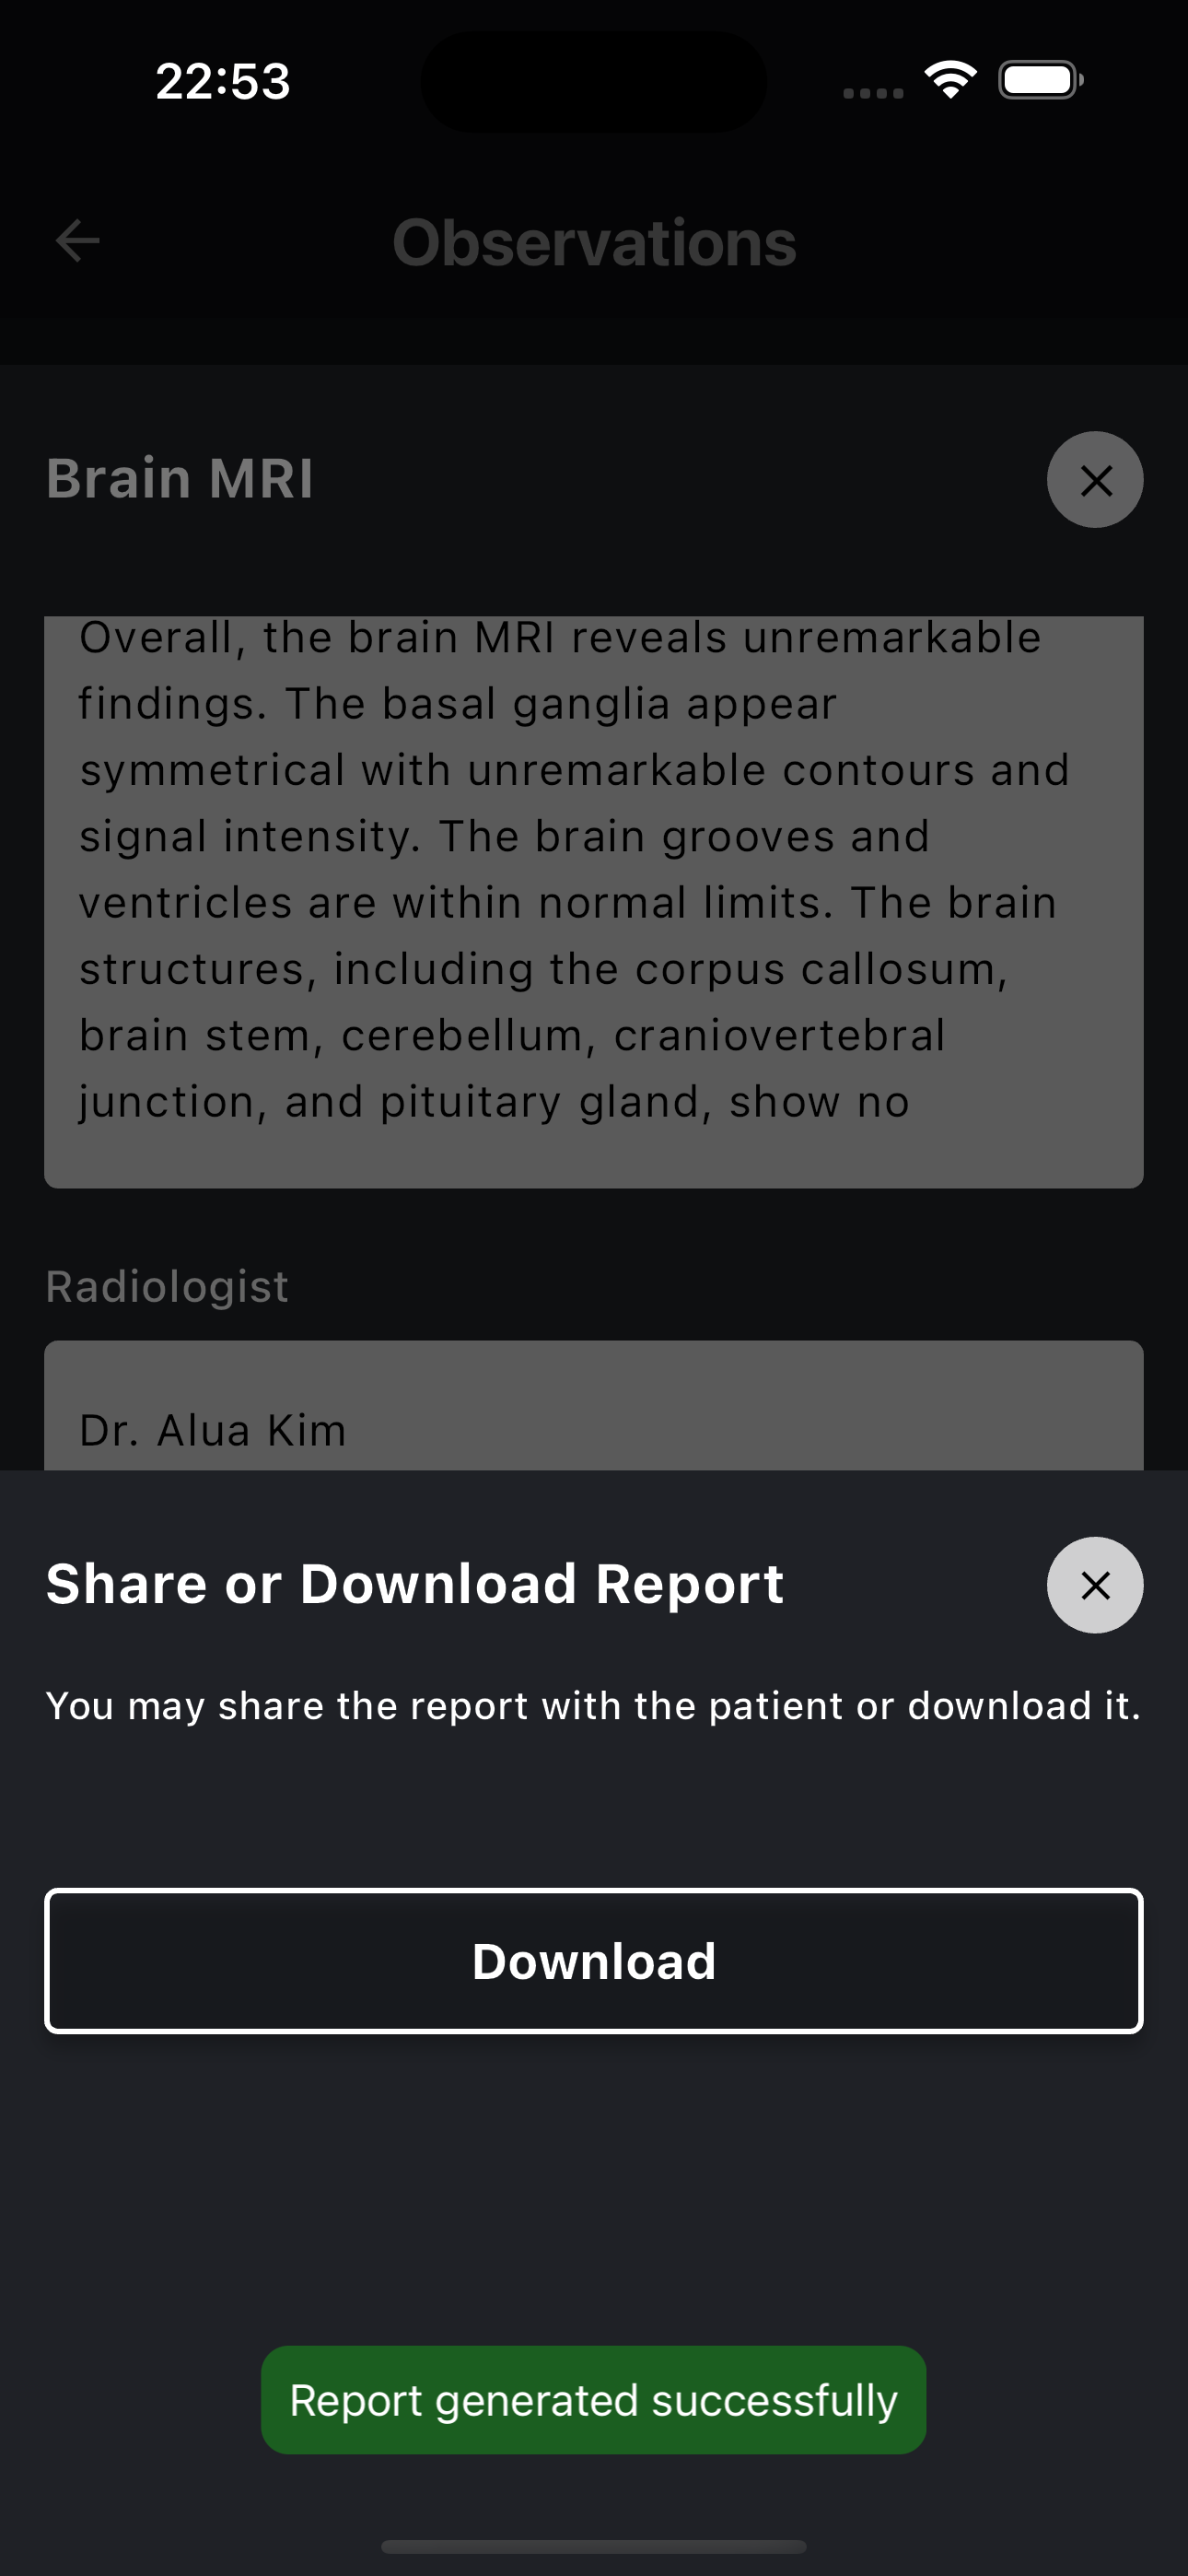 22:53
Observations
Brain MRI
Overall, the brain MRI reveals unremarkable
findings. The basal ganglia appear
symmetrical with unremarkable contours and
signal intensity. The brain grooves and
ventricles are within normal limits. The brain
structures, including the corpus callosum,
brain stem, cerebellum, craniovertebral
junction, and pituitary gland, show no
Radiologist
Dr. Alua Kim
Share or Download Report
You may share the report with the patient or download it.
Download
Report generated successfully